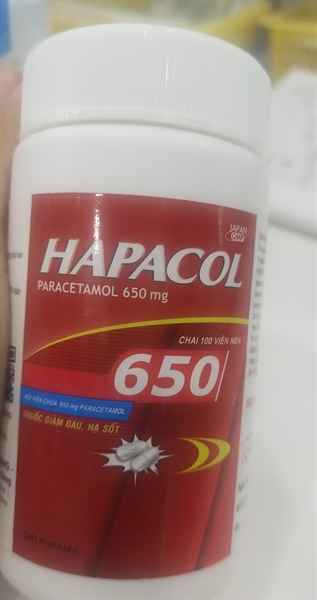 JAPAN
GMP
HAPACOL
PARACETAMOL 650 mg
CHAI 100 VIÊN NÉN
650
MỖI VIÊN CHỨA 650 mg PARACETAMOL
THUỐC GIẢM ĐAU, HẠ SỐT
DHG PHARMA